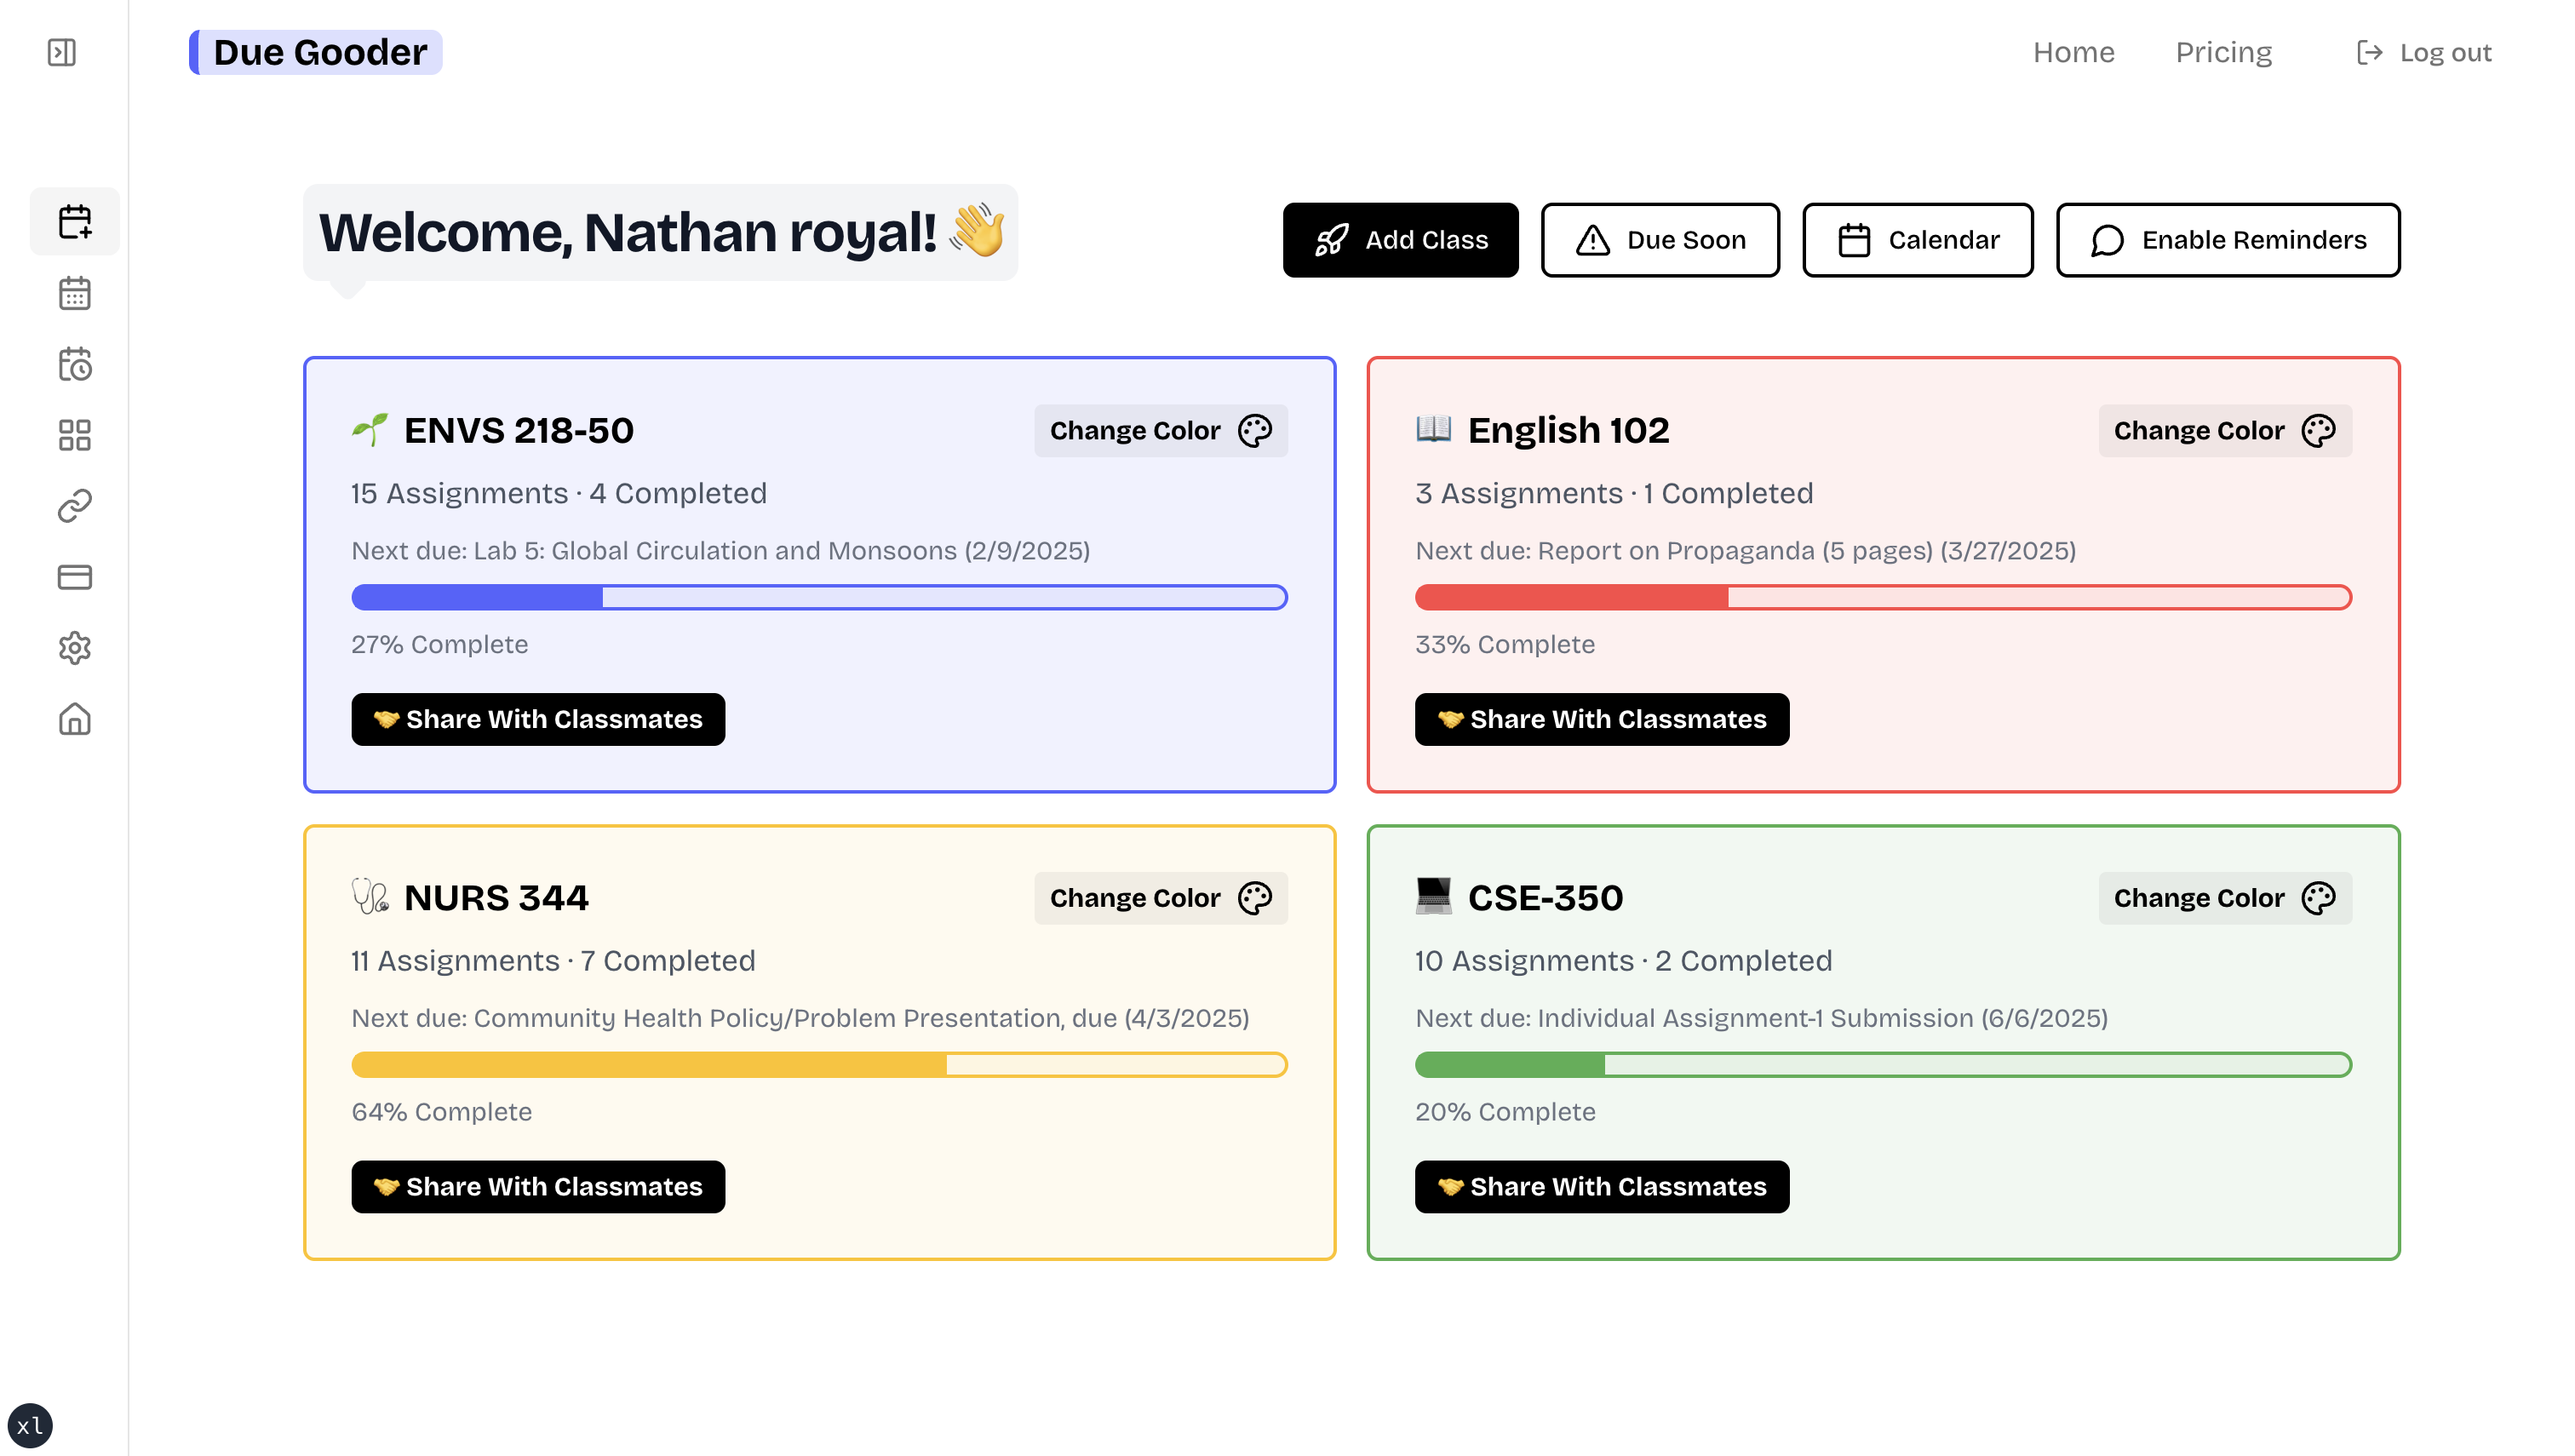 Due Gooder
Home
Pricing
Log out
Welcome, Nathan royal! 👋
Add Class
Due Soon
Calendar
Enable Reminders
🌱 ENVS 218-50
Change Color
15 Assignments · 4 Completed
Next due: Lab 5: Global Circulation and Monsoons (2/9/2025)
27% Complete
🤝 Share With Classmates
📖 English 102
Change Color
3 Assignments · 1 Completed
Next due: Report on Propaganda (5 pages) (3/27/2025)
33% Complete
🤝 Share With Classmates
🩺 NURS 344
Change Color
11 Assignments · 7 Completed
Next due: Community Health Policy/Problem Presentation, due (4/3/2025)
64% Complete
🤝 Share With Classmates
💻 CSE-350
Change Color
10 Assignments · 2 Completed
Next due: Individual Assignment-1 Submission (6/6/2025)
20% Complete
🤝 Share With Classmates
xl